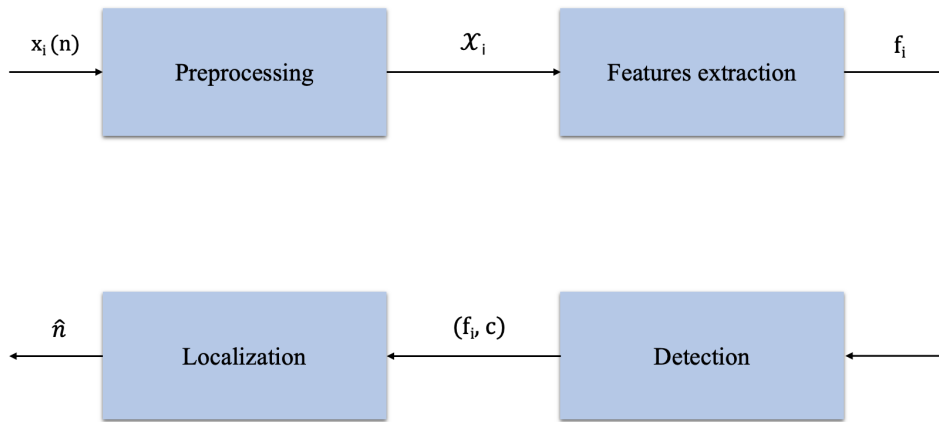 xᵢ(n)
Preprocessing
𝒳ᵢ
Features extraction
fᵢ
n̂
Localization
(fᵢ, c)
Detection